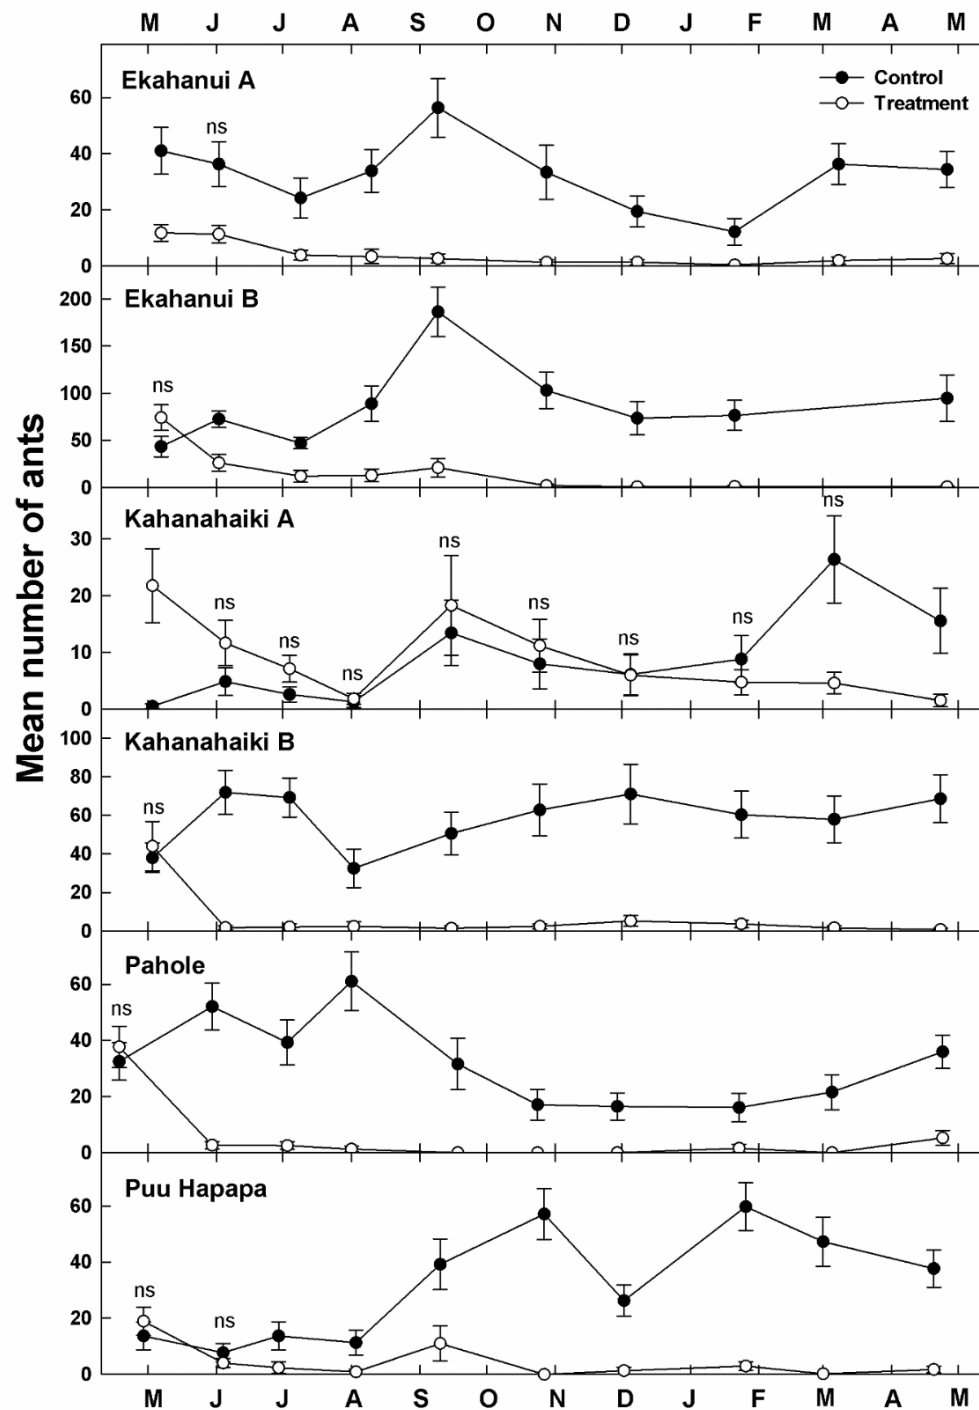 M J J A S O N D J F M A M
Ekahanui A
Control
Treatment
ns
60
40
20
0
Ekahanui B
ns
200
150
100
50
0
Kahanahaiki A
ns
ns
ns
ns
ns
ns
ns
ns
30
20
10
0
Kahanahaiki B
ns
100
80
60
40
20
0
Pahole
ns
60
40
20
0
Puu Hapapa
ns
ns
60
40
20
0
Mean number of ants
M J J A S O N D J F M A M